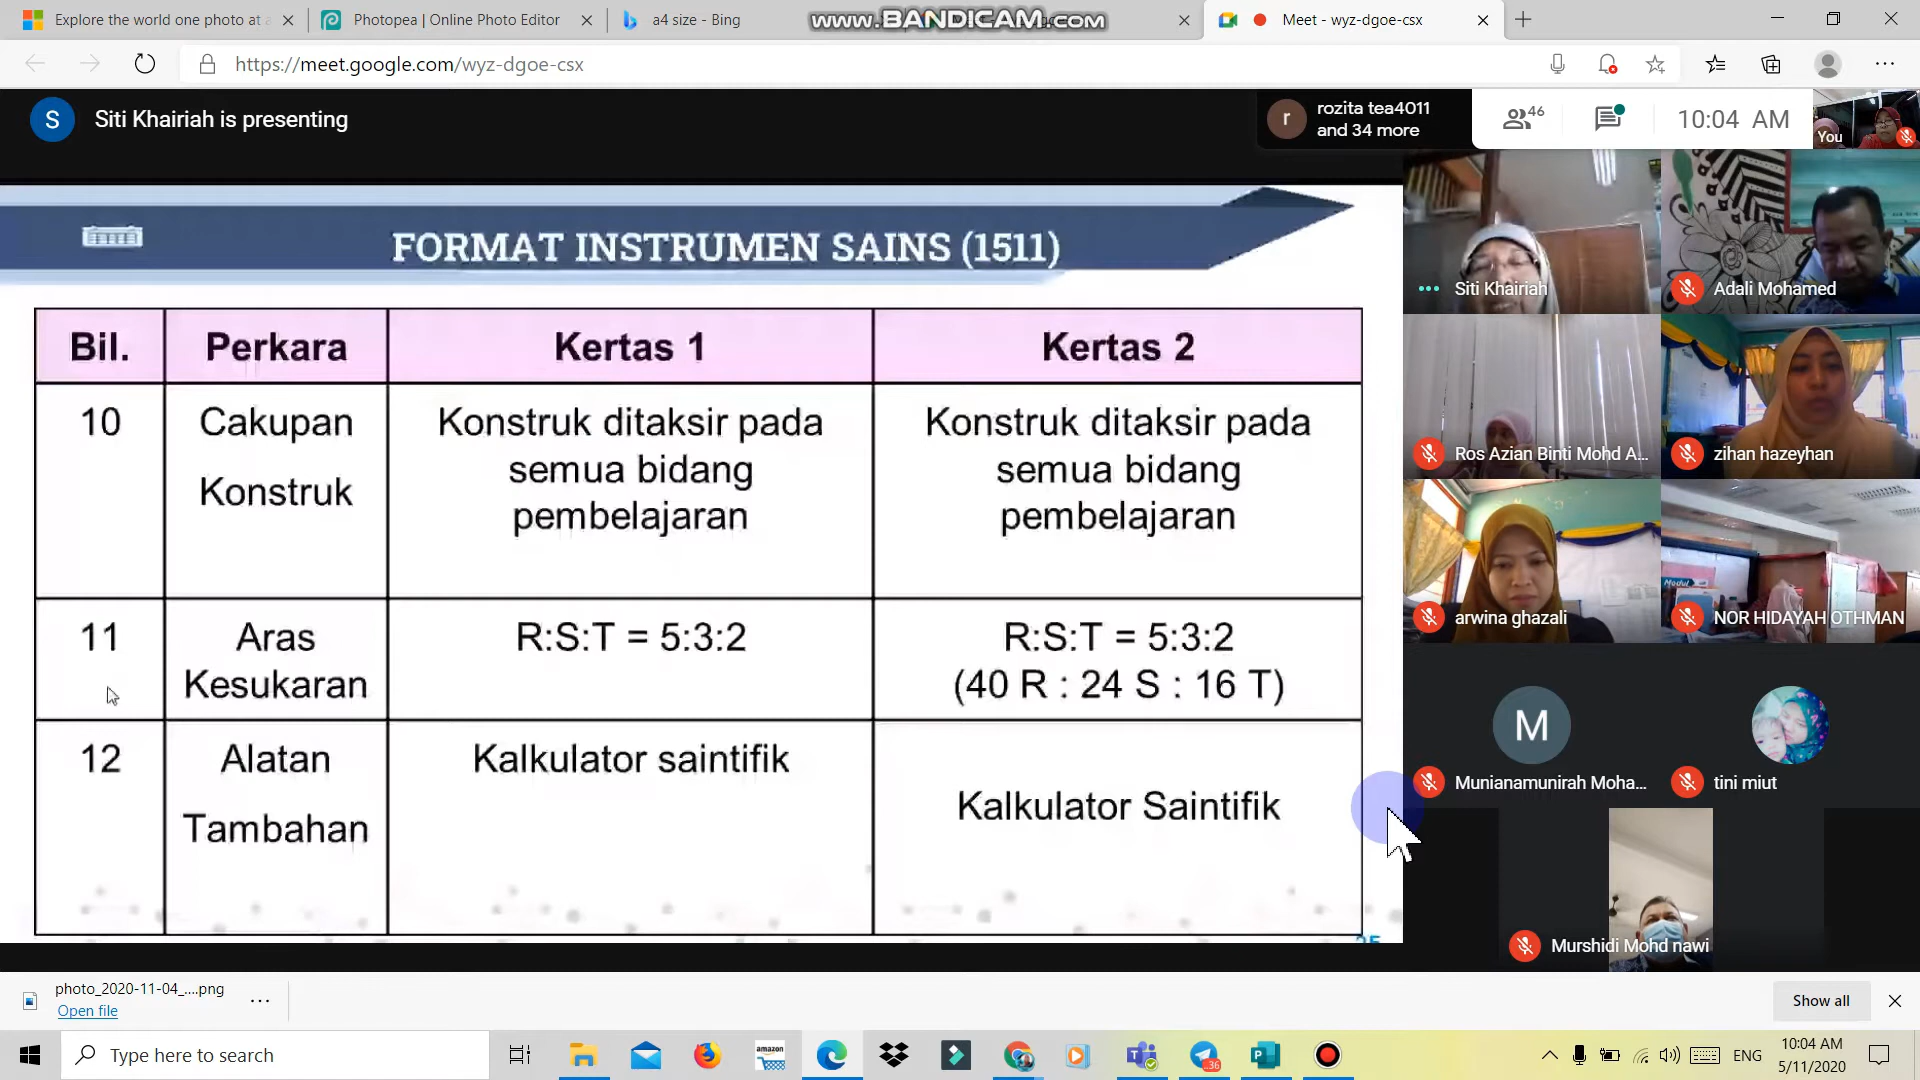 Explore the world one photo at a
Photopea | Online Photo Editor
a4 size - Bing
www.BANDICAM.com
Meet - wyz-dgoe-csx
https://meet.google.com/wyz-dgoe-csx
S
Siti Khairiah is presenting
r
rozita tea4011
and 34 more
46
10:04 AM
You
FORMAT INSTRUMEN SAINS (1511)
Bil.
Perkara
Kertas 1
Kertas 2
10
Cakupan
Konstruk
Konstruk ditaksir pada
semua bidang
pembelajaran
Konstruk ditaksir pada
semua bidang
pembelajaran
11
Aras
Kesukaran
R:S:T = 5:3:2
R:S:T = 5:3:2
(40 R : 24 S : 16 T)
12
Alatan
Tambahan
Kalkulator saintifik
Kalkulator Saintifik
Siti Khairiah
Adali Mohamed
Ros Azian Binti Mohd A...
zihan hazeyhan
arwina ghazali
Modul
NOR HIDAYAH OTHMAN
M
Munianamunirah Moha...
tini miut
Murshidi Mohd nawi
photo_2020-11-04_....png
Open file
Show all
Type here to search
amazon
36
ENG
10:04 AM
5/11/2020